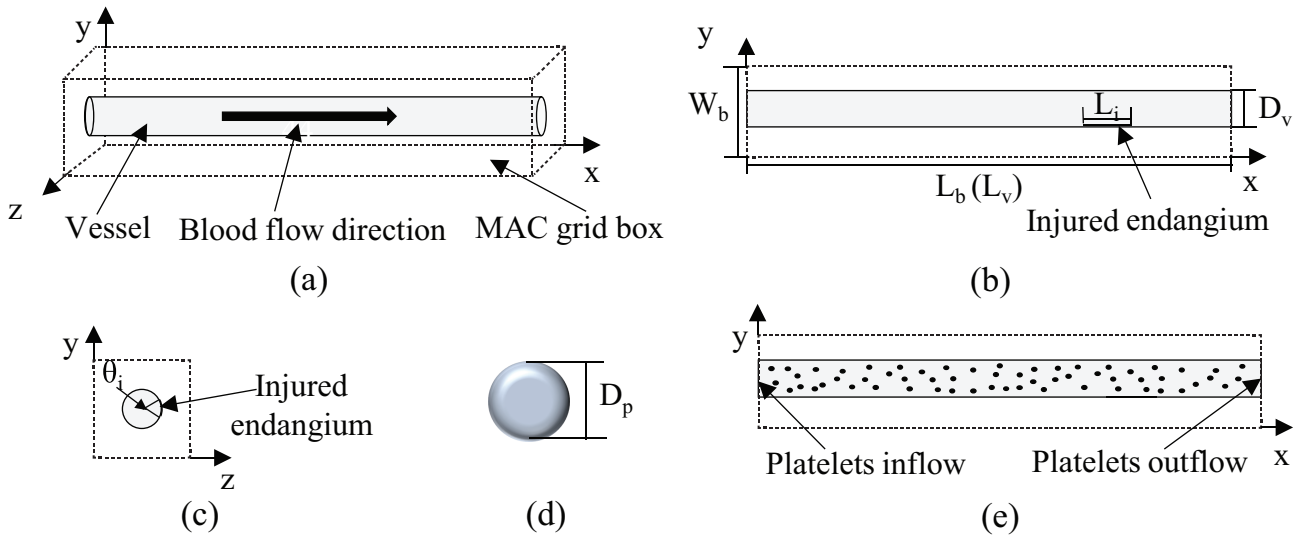 y
z
x
Vessel
Blood flow direction
MAC grid box
(a)
y
W_b
L_i
D_v
L_b (L_v)
x
Injured endangium
(b)
y
θ_i
Injured
endangium
z
(c)
D_p
(d)
y
Platelets inflow
Platelets outflow
x
(e)